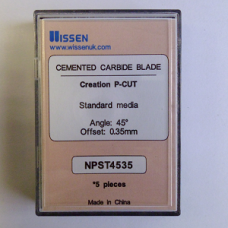 WISSEN
www.wissenuk.com
CEMENTED CARBIDE BLADE
Creation P-CUT
Standard media
Angle: 45°
Offset: 0.35mm
NPST4535
*5 pieces
Made in China